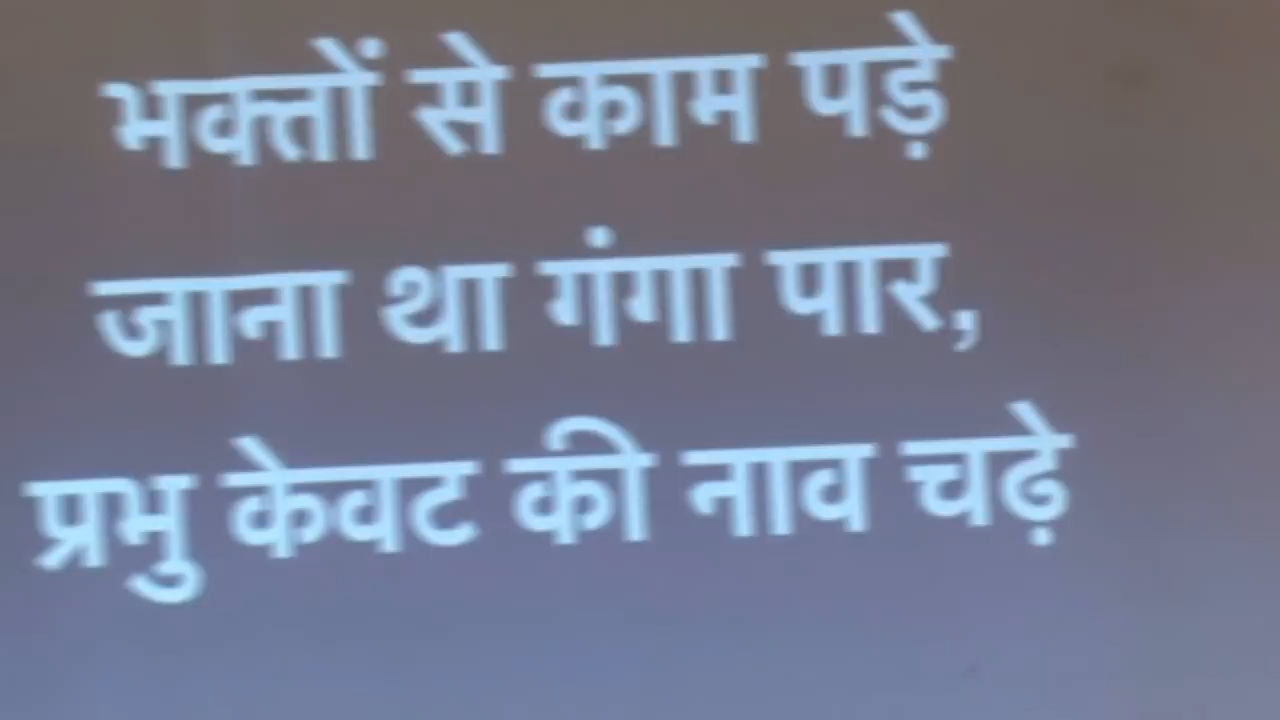 भक्तों से काम पड़े
जाना था गंगा पार,
प्रभु केवट की नाव चढ़े